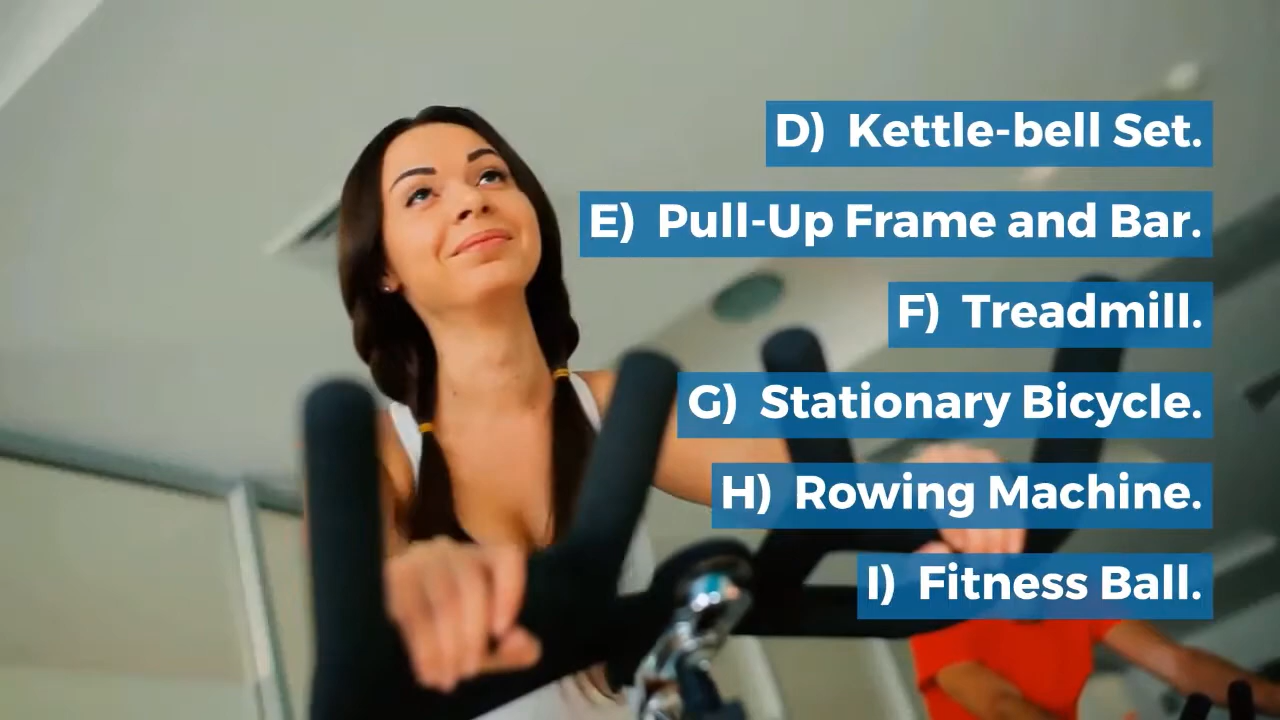 D) Kettle-bell Set.
E) Pull-Up Frame and Bar.
F) Treadmill.
G) Stationary Bicycle.
H) Rowing Machine.
I) Fitness Ball.